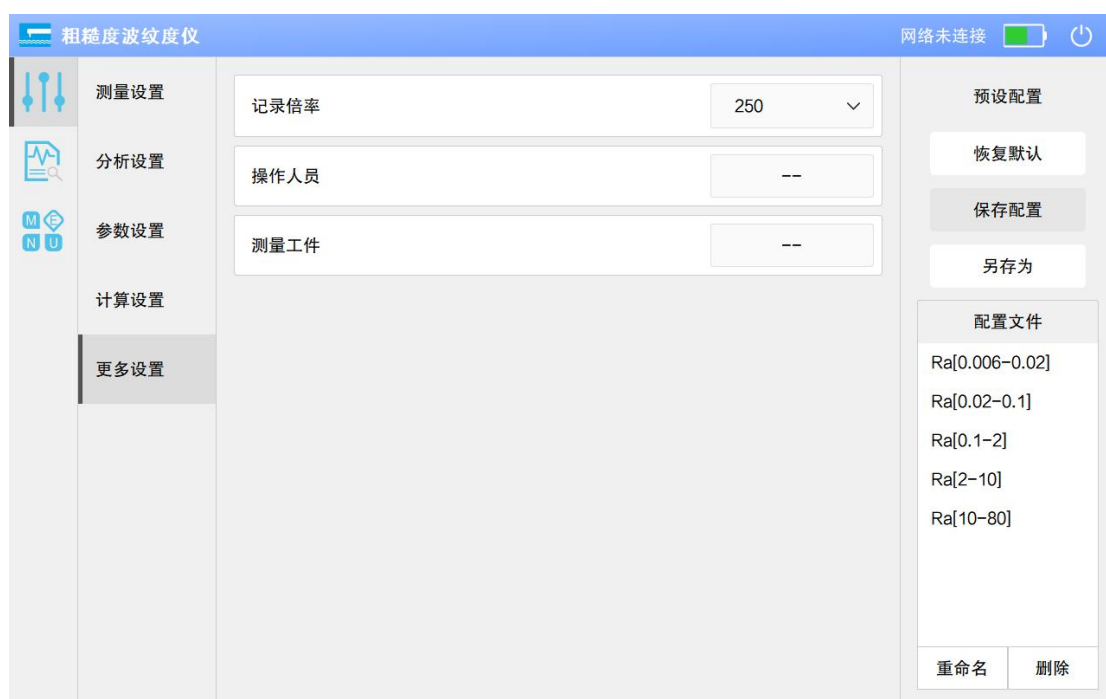 粗糙度波纹度仪
网络未连接
测量设置
分析设置
参数设置
计算设置
更多设置
MENU
记录倍率
250
操作人员
--
测量工件
--
预设配置
恢复默认
保存配置
另存为
配置文件
Ra[0.006-0.02]
Ra[0.02-0.1]
Ra[0.1-2]
Ra[2-10]
Ra[10-80]
重命名
删除